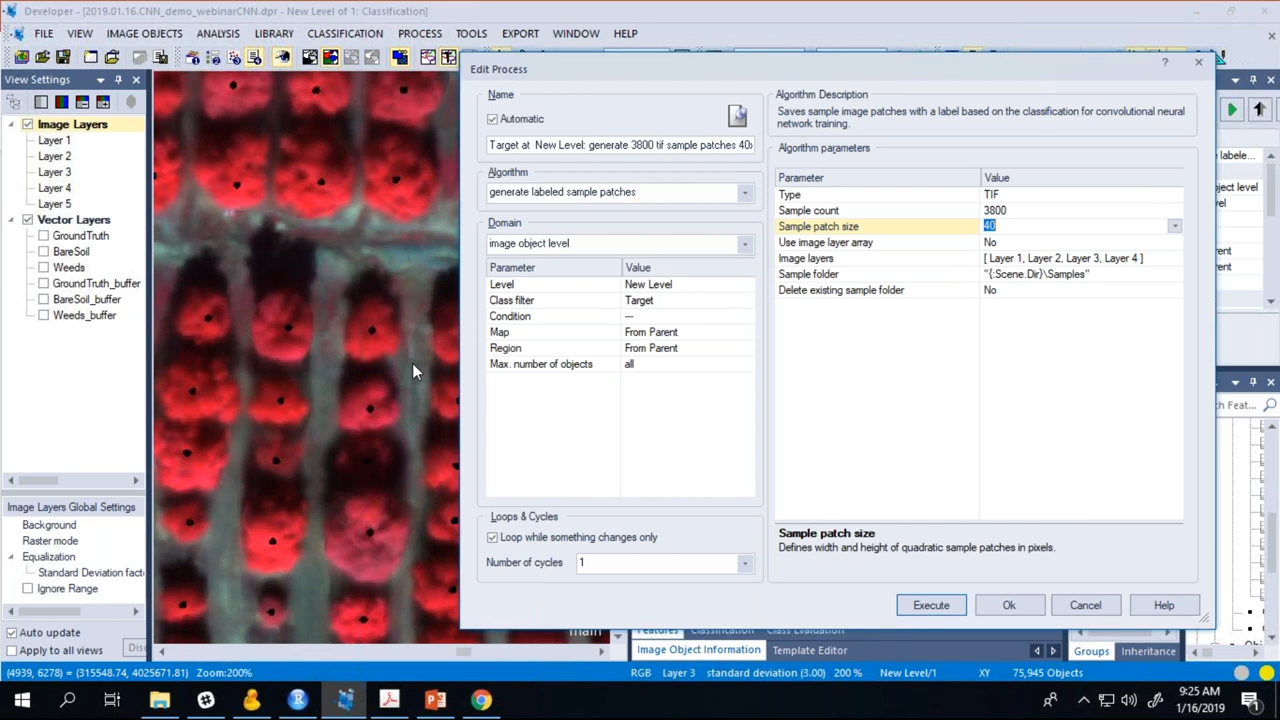 Developer - [2019.01.16.CNN_demo_webinarCNN.dpr - New Level of 1: Classification]
FILE VIEW IMAGE OBJECTS ANALYSIS LIBRARY CLASSIFICATION PROCESS TOOLS EXPORT WINDOW HELP
View Settings
Image Layers
Layer 1
Layer 2
Layer 3
Layer 4
Layer 5
Vector Layers
GroundTruth
BareSoil
Weeds
GroundTruth_buffer
BareSoil_buffer
Weeds_buffer
Image Layers Global Settings
Background
Raster mode
Equalization
Standard Deviation facto
Ignore Range
Auto update
Apply to all views
main
Edit Process
?
Name
Automatic
Target at New Level: generate 3800 tif sample patches 40x
Algorithm
generate labeled sample patches
Domain
image object level
Parameter Value
Level New Level
Class filter Target
Condition ---
Map From Parent
Region From Parent
Max. number of objects all
Loops & Cycles
Loop while something changes only
Number of cycles 1
Algorithm Description
Saves sample image patches with a label based on the classification for convolutional neural
network training.
Algorithm parameters
Parameter Value
Type TIF
Sample count 3800
Sample patch size 40
Use image layer array No
Image layers [ Layer 1, Layer 2, Layer 3, Layer 4 ]
Sample folder "{:Scene.Dir}\Samples"
Delete existing sample folder No
Sample patch size
Defines width and height of quadratic sample patches in pixels.
Execute Ok Cancel Help
Features Classification Class Evaluation
Image Object Information Template Editor
Groups Inheritance
(4939, 6278) = (315548.74, 4025671.81) Zoom:200%
RGB Layer 3 standard deviation (3.00) 200 % New Level/1 XY 75,945 Objects
9:25 AM
1/16/2019